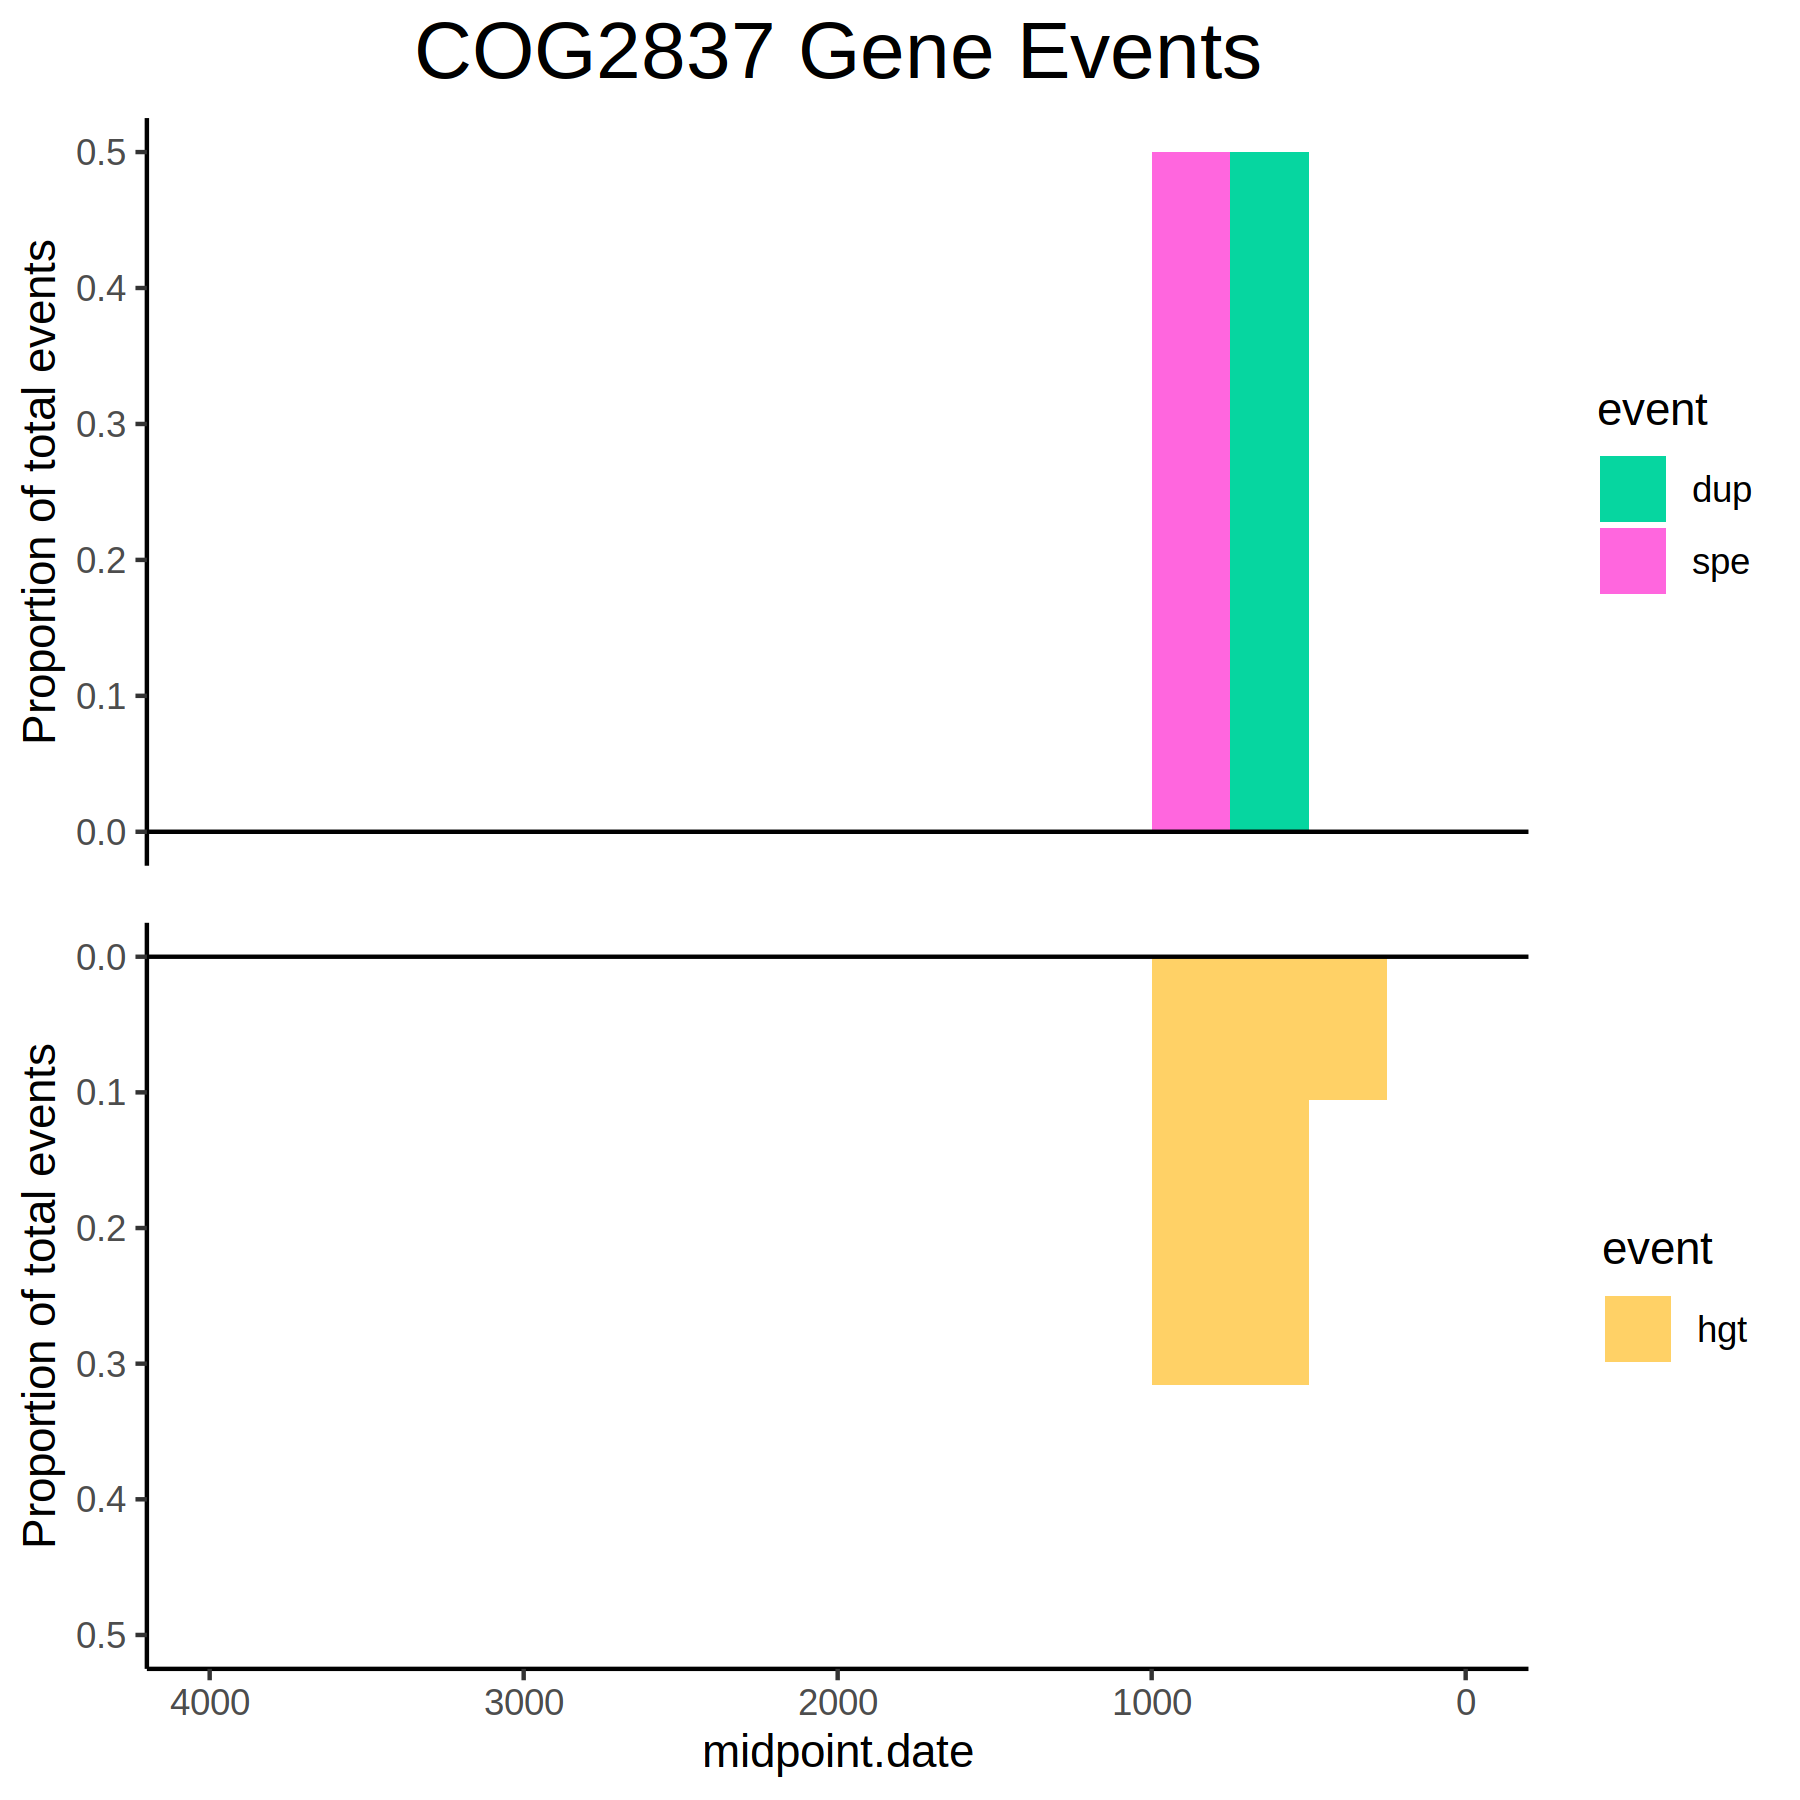 COG2837 Gene Events
Proportion of total events
0.5
0.4
0.3
0.2
0.1
0.0
event
dup
spe
Proportion of total events
0.0
0.1
0.2
0.3
0.4
0.5
event
hgt
4000 3000 2000 1000 0
midpoint.date